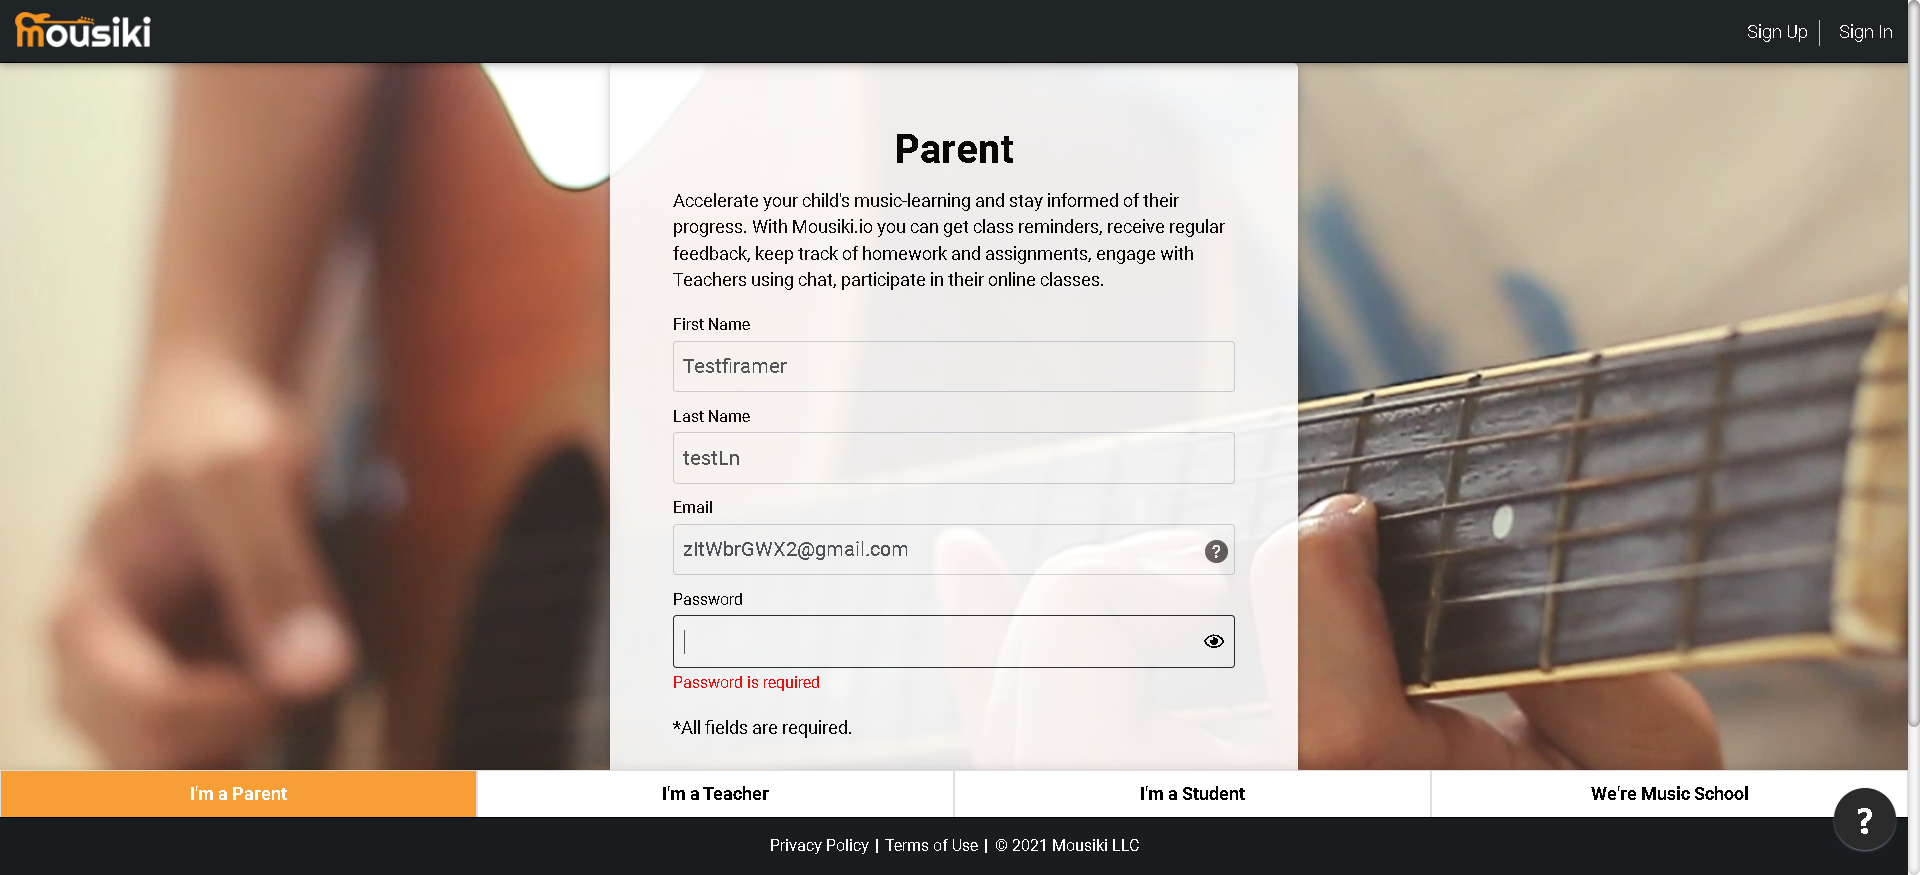 mousiki
Sign Up
Sign In
Parent
Accelerate your child's music-learning and stay informed of their
progress. With Mousiki.io you can get class reminders, receive regular
feedback, keep track of homework and assignments, engage with
Teachers using chat, participate in their online classes.
First Name
Testfiramer
Last Name
testLn
Email
zItWbrGWX2@gmail.com
?
Password
Password is required
*All fields are required.
I'm a Parent
I'm a Teacher
I'm a Student
We're Music School
?
Privacy Policy | Terms of Use | © 2021 Mousiki LLC